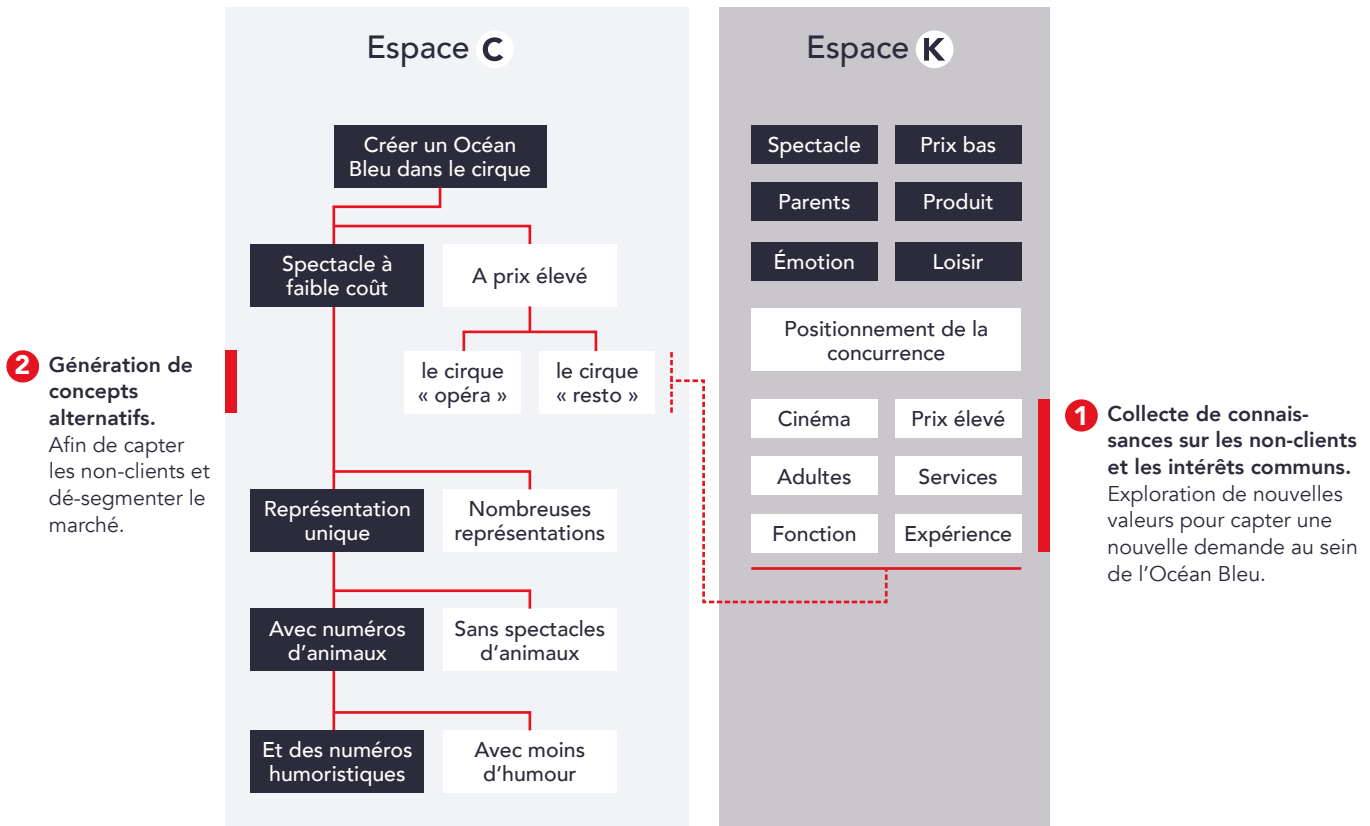 Espace C
Créer un Océan
Bleu dans le cirque
Spectacle à
faible coût
A prix élevé
le cirque
« opéra »
le cirque
« resto »
Représentation
unique
Nombreuses
représentations
Avec numéros
d'animaux
Sans spectacles
d'animaux
Et des numéros
humoristiques
Avec moins
d'humour
2 Génération de
concepts
alternatifs.
Afin de capter
les non-clients et
dé-segmenter le
marché.
Espace K
Spectacle
Prix bas
Parents
Produit
Émotion
Loisir
Positionnement de la
concurrence
Cinéma
Prix élevé
Adultes
Services
Fonction
Expérience
1 Collecte de connais-
sances sur les non-clients
et les intérêts communs.
Exploration de nouvelles
valeurs pour capter une
nouvelle demande au sein
de l'Océan Bleu.